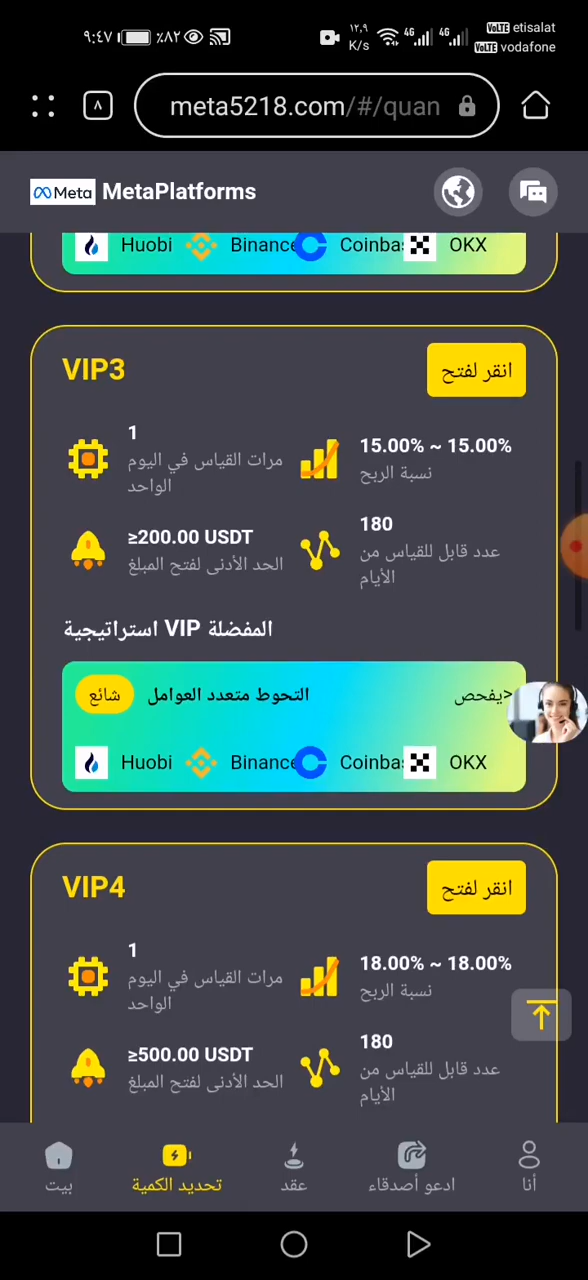 ٩:٤٧ ٪٨٢ ١٢,٩ K/s 4G 4G VoLTE etisalat
VoLTE vodafone
meta5218.com/#/quan
Meta MetaPlatforms
Huobi Binance Coinba OKX
VIP3 انقر لفتح
1
مرات القياس في اليوم
الواحد
15.00% ~ 15.00%
نسبة الربح
≥200.00 USDT
الحد الأدنى لفتح المبلغ
180
عدد قابل للقياس من
الأيام
المفضلة VIP استراتيجية
شائع التحوط متعدد العوامل يفحص>
Huobi Binance Coinba OKX
VIP4 انقر لفتح
1
مرات القياس في اليوم
الواحد
18.00% ~ 18.00%
نسبة الربح
≥500.00 USDT
الحد الأدنى لفتح المبلغ
180
عدد قابل للقياس من
الأيام
بيت تحديد الكمية عقد ادعو أصدقاء أنا